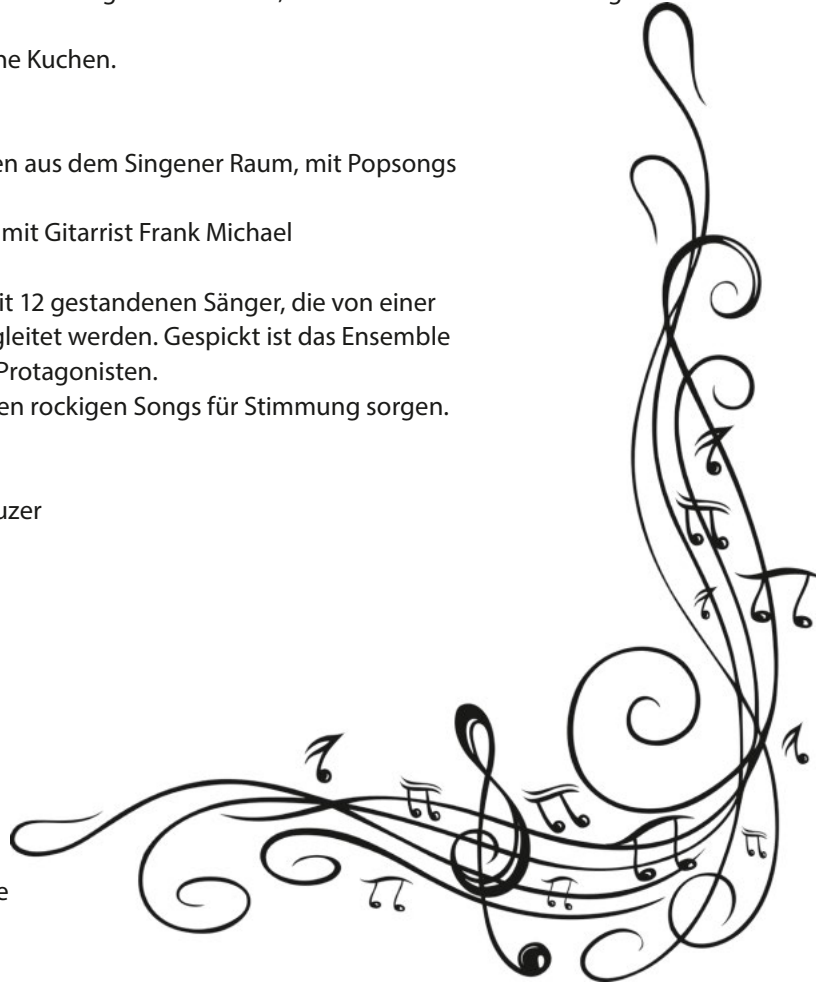 ne Kuchen.
en aus dem Singener Raum, mit Popsongs
mit Gitarrist Frank Michael
it 12 gestandenen Sänger, die von einer
gleitet werden. Gespickt ist das Ensemble
Protagonisten.
en rockigen Songs für Stimmung sorgen.
uzer
e